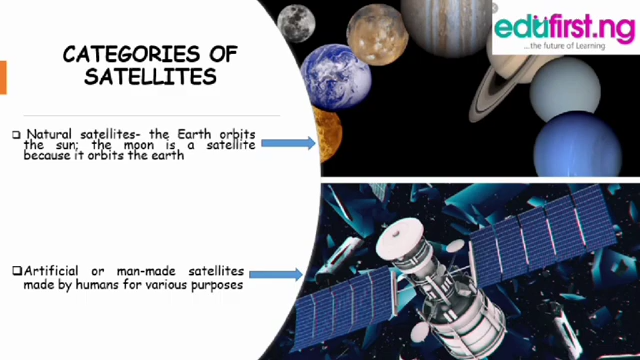 edufirst.ng
...the future of Learning
CATEGORIES OF
SATELLITES
Natural satellites- the Earth orbits
the sun; the moon is a satellite
because it orbits the earth
Artificial or man-made satellites
made by humans for various purposes